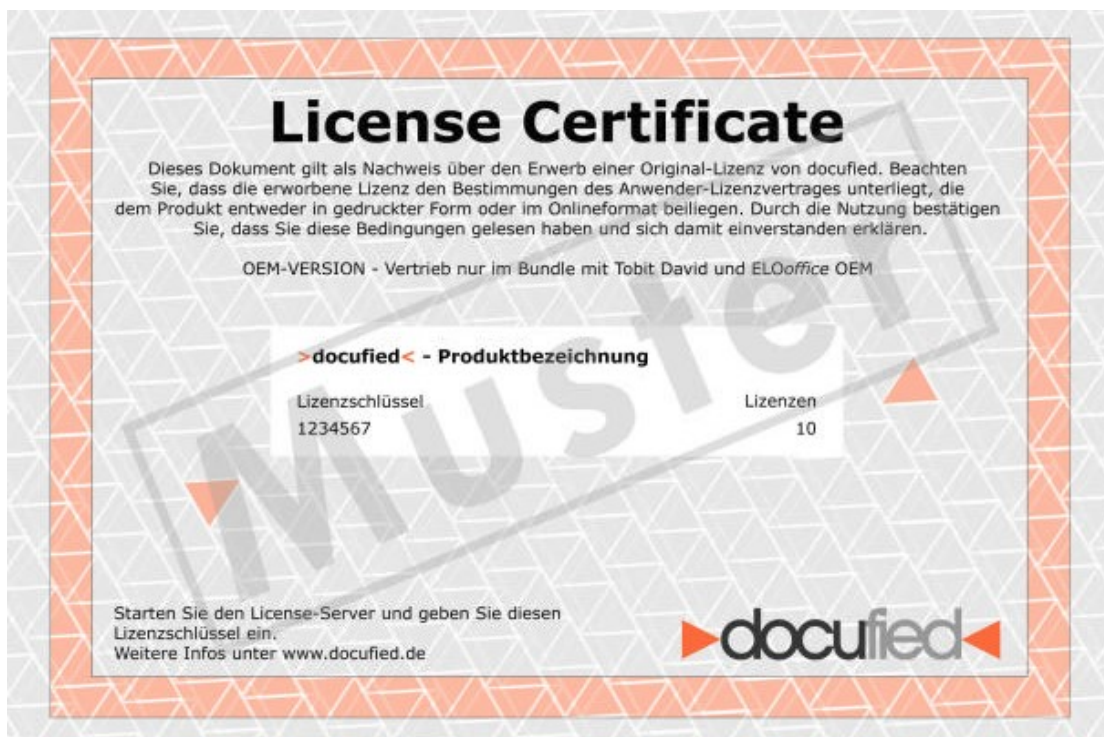 License Certificate
Dieses Dokument gilt als Nachweis über den Erwerb einer Original-Lizenz von docufied. Beachten
Sie, dass die erworbene Lizenz den Bestimmungen des Anwender-Lizenzvertrages unterliegt, die
dem Produkt entweder in gedruckter Form oder im Onlineformat beiliegen. Durch die Nutzung bestätigen
Sie, dass Sie diese Bedingungen gelesen haben und sich damit einverstanden erklären.
OEM-VERSION - Vertrieb nur im Bundle mit Tobit David und ELOoffice OEM
>docufied< - Produktbezeichnung
Lizenzschlüssel Lizenzen
1234567 10
Muster
Starten Sie den License-Server und geben Sie diesen
Lizenzschlüssel ein.
Weitere Infos unter www.docufied.de
docufied